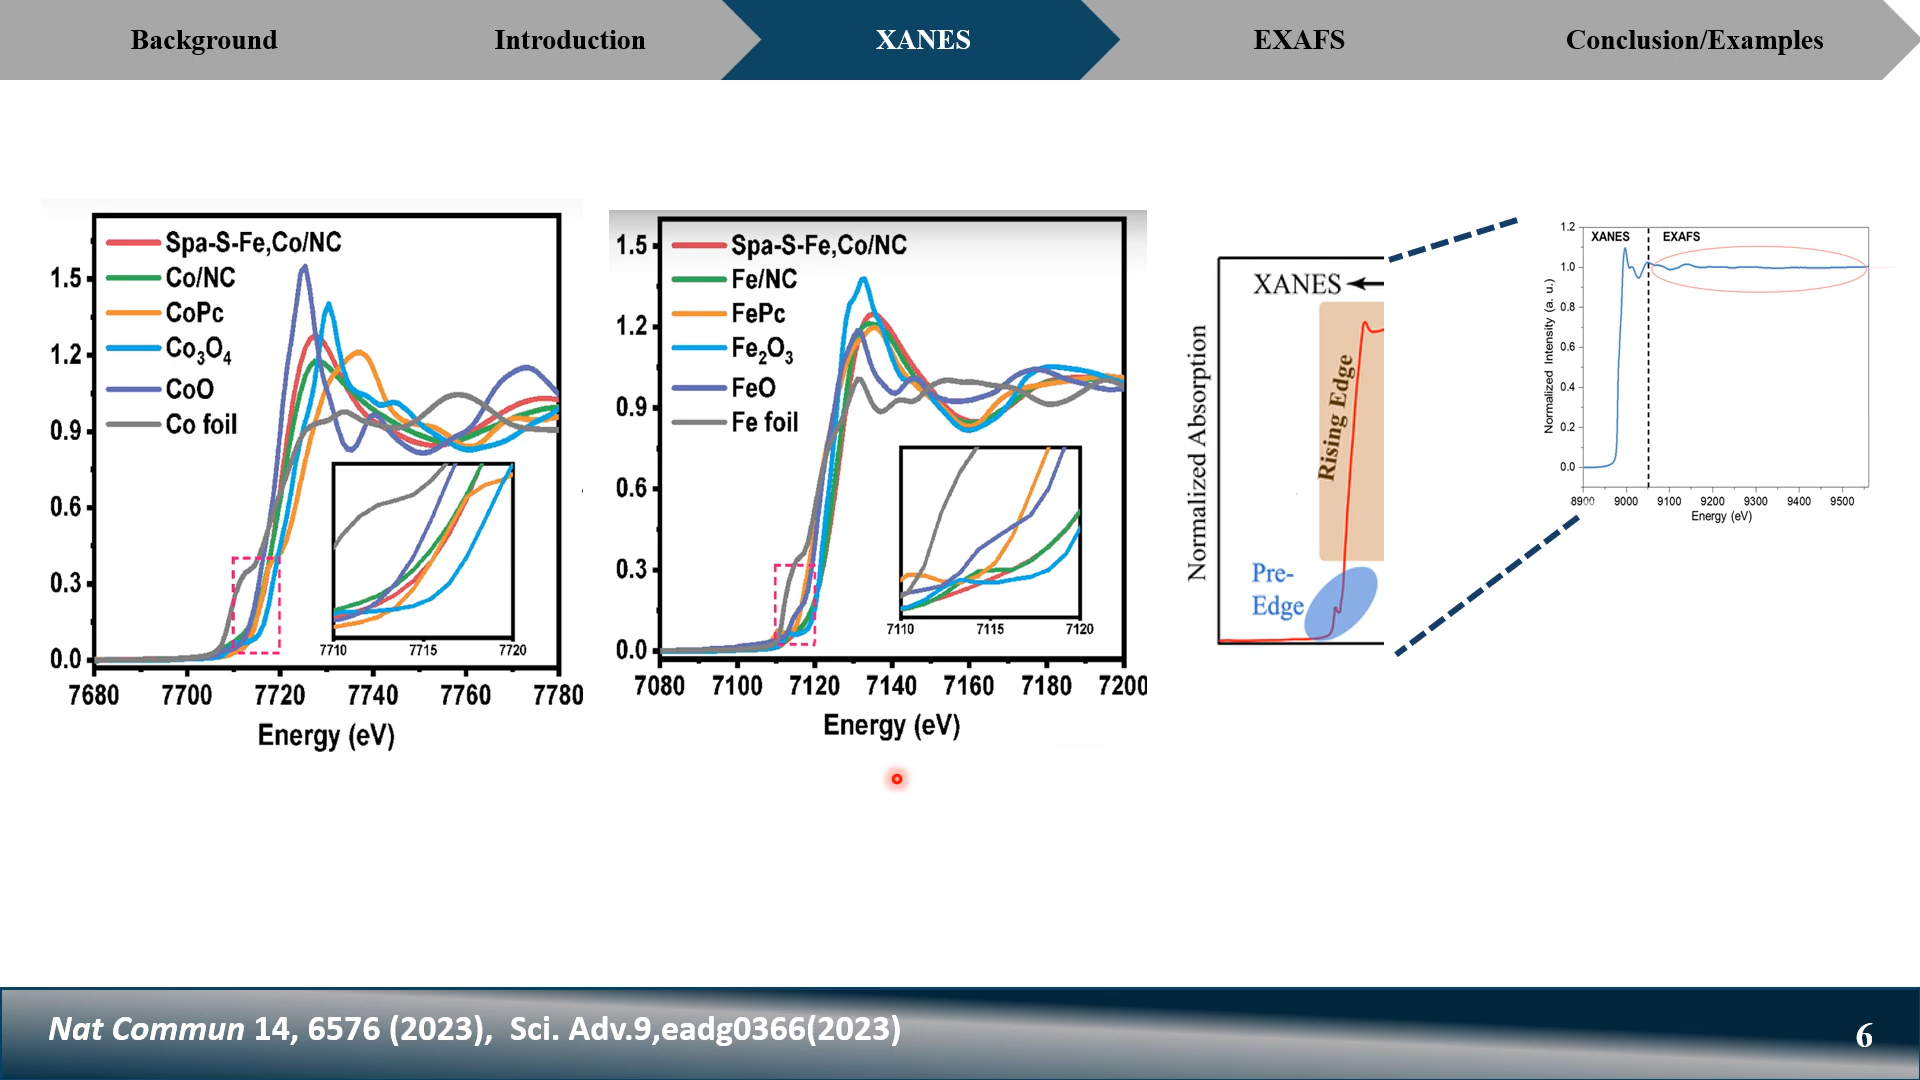 Background
Introduction
XANES
EXAFS
Conclusion/Examples
Spa-S-Fe,Co/NC
Co/NC
CoPc
Co₃O₄
CoO
Co foil
1.5
1.2
0.9
0.6
0.3
0.0
7710
7715
7720
7680
7700
7720
7740
7760
7780
Energy (eV)
Spa-S-Fe,Co/NC
Fe/NC
FePc
Fe₂O₃
FeO
Fe foil
1.5
1.2
0.9
0.6
0.3
0.0
7110
7115
7120
7080
7100
7120
7140
7160
7180
7200
Energy (eV)
Normalized Absorption
XANES
Rising Edge
Pre-
Edge
XANES
EXAFS
Normalized Intensity (a. u.)
1.2
1.0
0.8
0.6
0.4
0.2
0.0
8900
9000
9100
9200
9300
9400
9500
Energy (eV)
Nat Commun 14, 6576 (2023), Sci. Adv.9,eadg0366(2023)
6